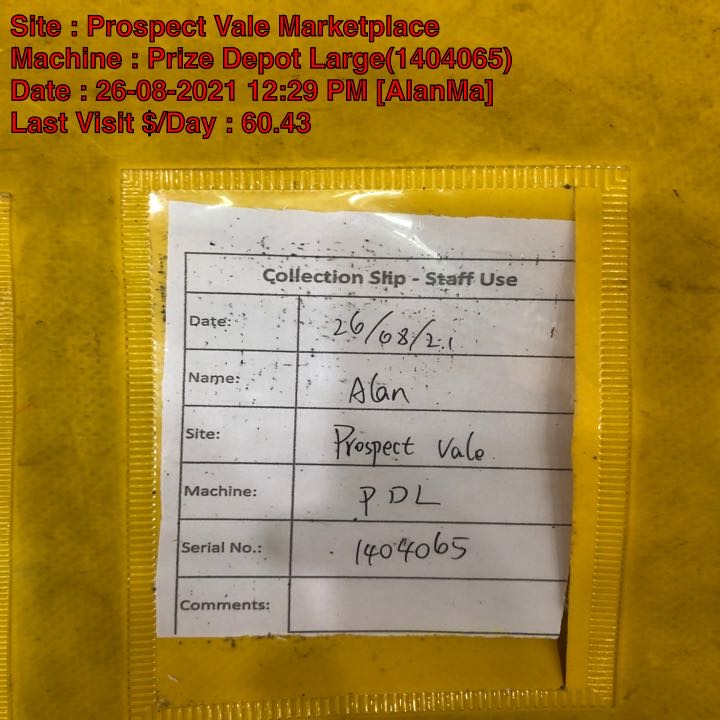 Site : Prospect Vale Marketplace
Machine : Prize Depot Large(1404065)
Date : 26-08-2021 12:29 PM [AlanMa]
Last Visit $/Day : 60.43
Collection Slip - Staff Use
Date: 26/08/21
Name: Alan
Site: Prospect Vale
Machine: PDL
Serial No.: 1404065
Comments: